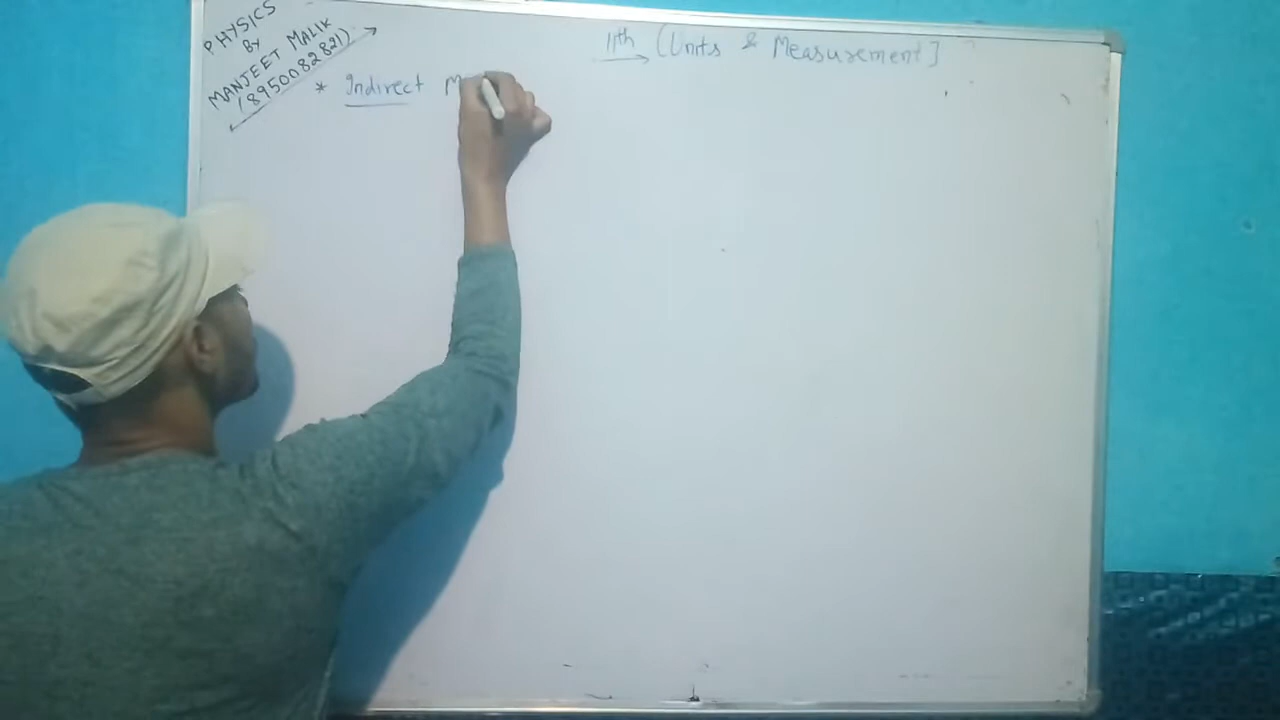 PHYSICS
By
MANJEET MALIK
(8950082821)
11th (Units & Measurement]
* Indirect M